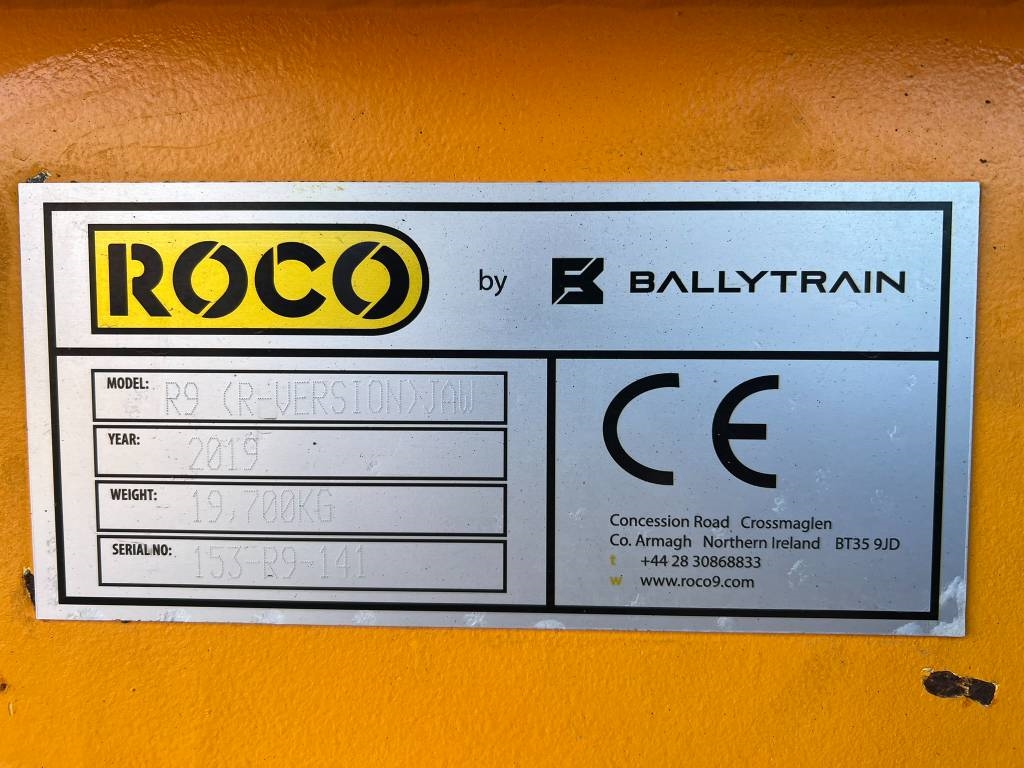 ROCO by BALLYTRAIN
MODEL: R9 (R-VERSION)JAW
YEAR: 2019
WEIGHT: 19,700KG
SERIAL NO: 153-R9-141
CE
Concession Road Crossmaglen
Co. Armagh Northern Ireland BT35 9JD
t +44 28 30868833
w www.roco9.com